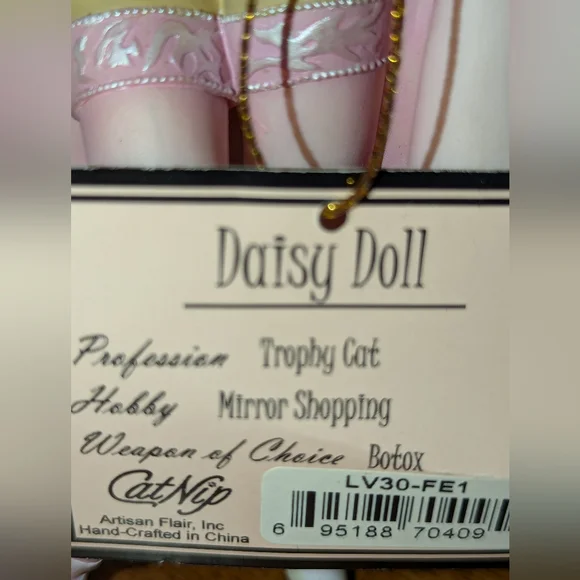 Daisy Doll
Profession Trophy Cat
Hobby Mirror Shopping
Weapon of Choice Botox
CatNip
Artisan Flair, Inc
Hand-Crafted in China
LV30-FE1
6 95188 70409